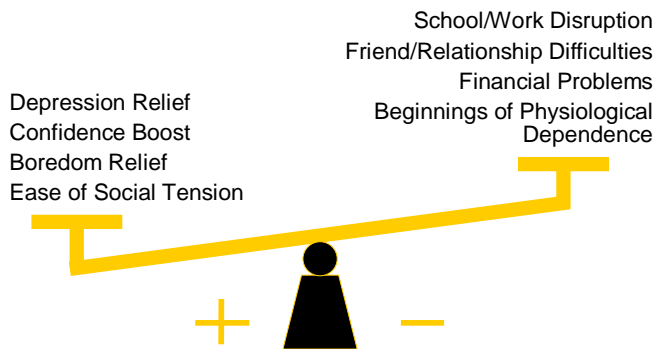 School/Work Disruption
Friend/Relationship Difficulties
Financial Problems
Beginnings of Physiological
Dependence
Depression Relief
Confidence Boost
Boredom Relief
Ease of Social Tension
+ −